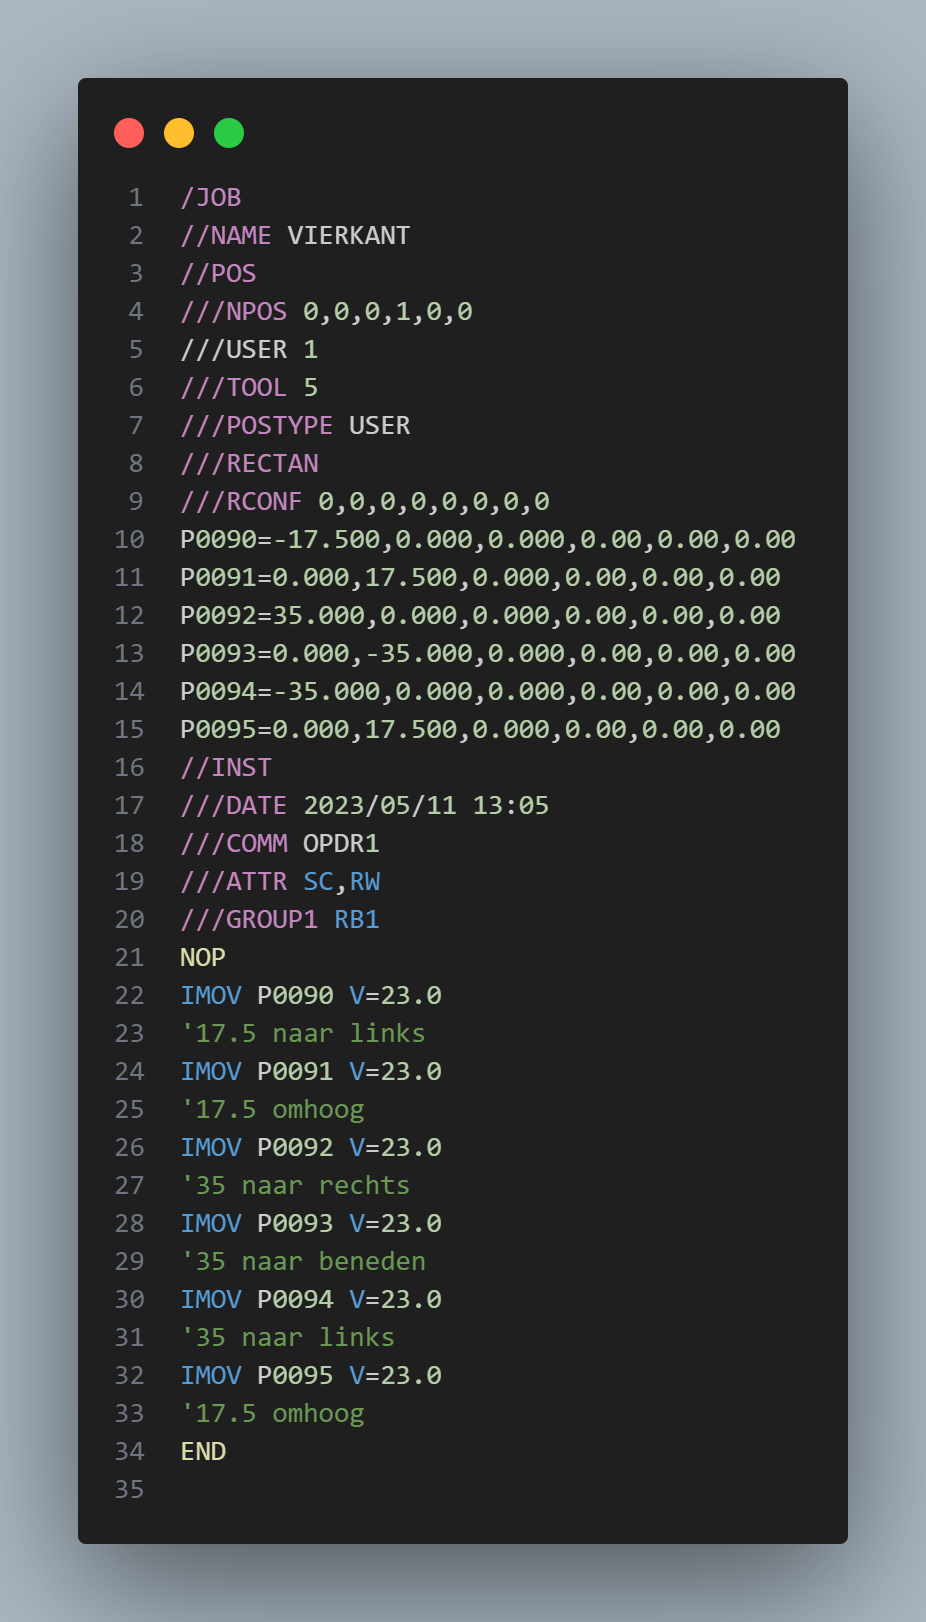 1 /JOB
2 //NAME VIERKANT
3 //POS
4 ///NPOS 0,0,0,1,0,0
5 ///USER 1
6 ///TOOL 5
7 ///POSTYPE USER
8 ///RECTAN
9 ///RCONF 0,0,0,0,0,0,0,0
10 P0090=-17.500,0.000,0.000,0.00,0.00,0.00
11 P0091=0.000,17.500,0.000,0.00,0.00,0.00
12 P0092=35.000,0.000,0.000,0.00,0.00,0.00
13 P0093=0.000,-35.000,0.000,0.00,0.00,0.00
14 P0094=-35.000,0.000,0.000,0.00,0.00,0.00
15 P0095=0.000,17.500,0.000,0.00,0.00,0.00
16 //INST
17 ///DATE 2023/05/11 13:05
18 ///COMM OPDR1
19 ///ATTR SC,RW
20 ///GROUP1 RB1
21 NOP
22 IMOV P0090 V=23.0
23 '17.5 naar links
24 IMOV P0091 V=23.0
25 '17.5 omhoog
26 IMOV P0092 V=23.0
27 '35 naar rechts
28 IMOV P0093 V=23.0
29 '35 naar beneden
30 IMOV P0094 V=23.0
31 '35 naar links
32 IMOV P0095 V=23.0
33 '17.5 omhoog
34 END
35